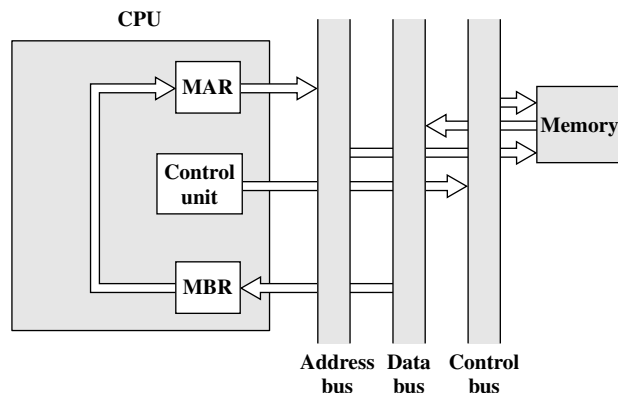 CPU
MAR
Control
unit
MBR
Memory
Address
bus
Data
bus
Control
bus